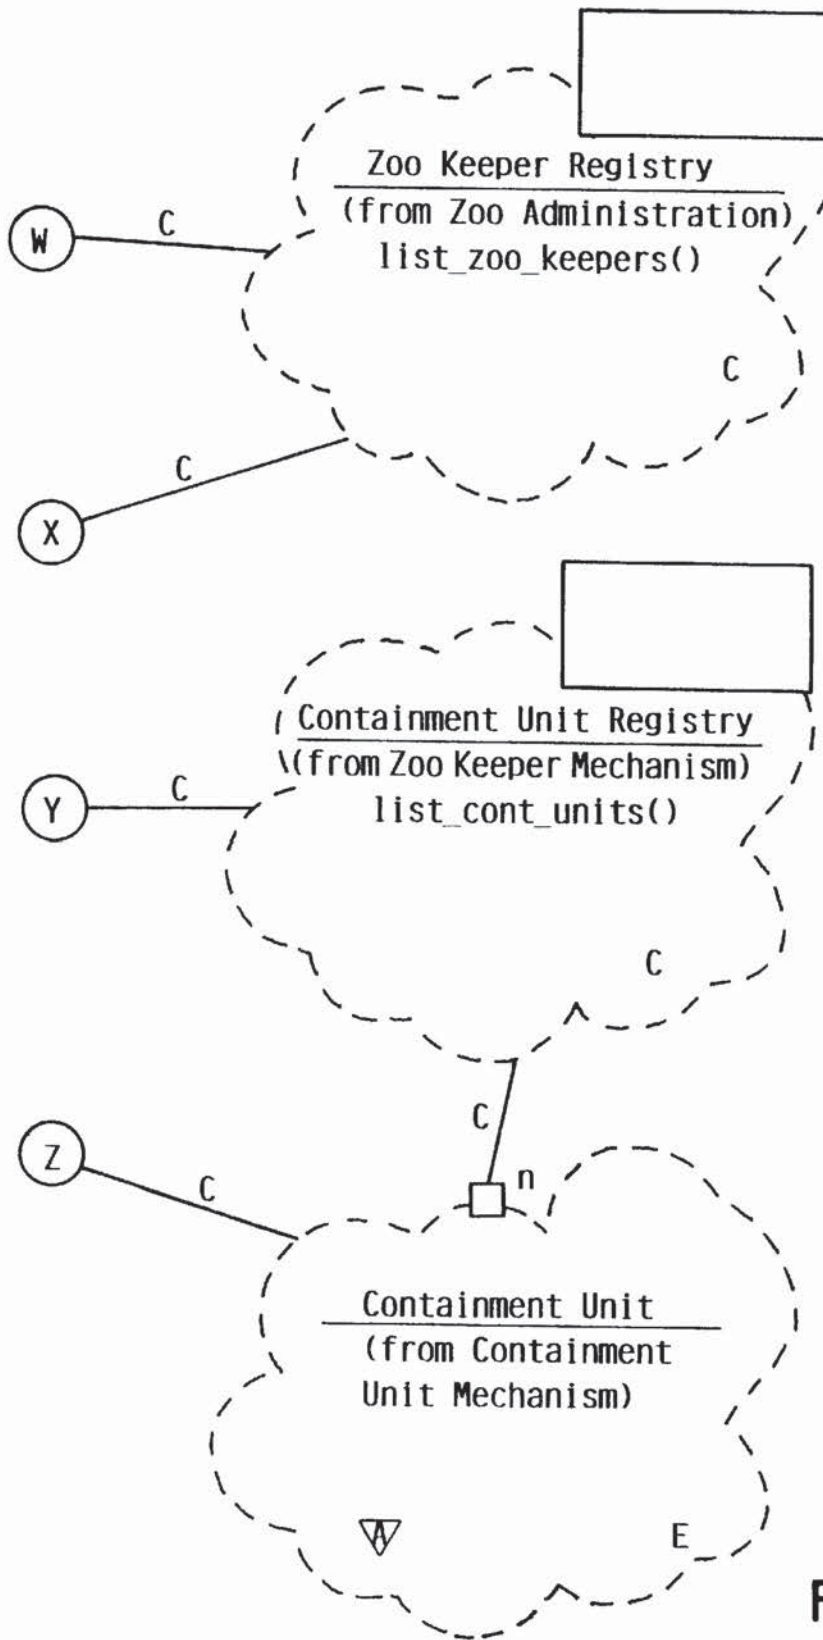 Zoo Keeper Registry
(from Zoo Administration)
list_zoo_keepers()
C
W
C
C
X
Containment Unit Registry
(from Zoo Keeper Mechanism)
list_cont_units()
C
Y
C
C
n
Z
C
Containment Unit
(from Containment
Unit Mechanism)
A
E
F